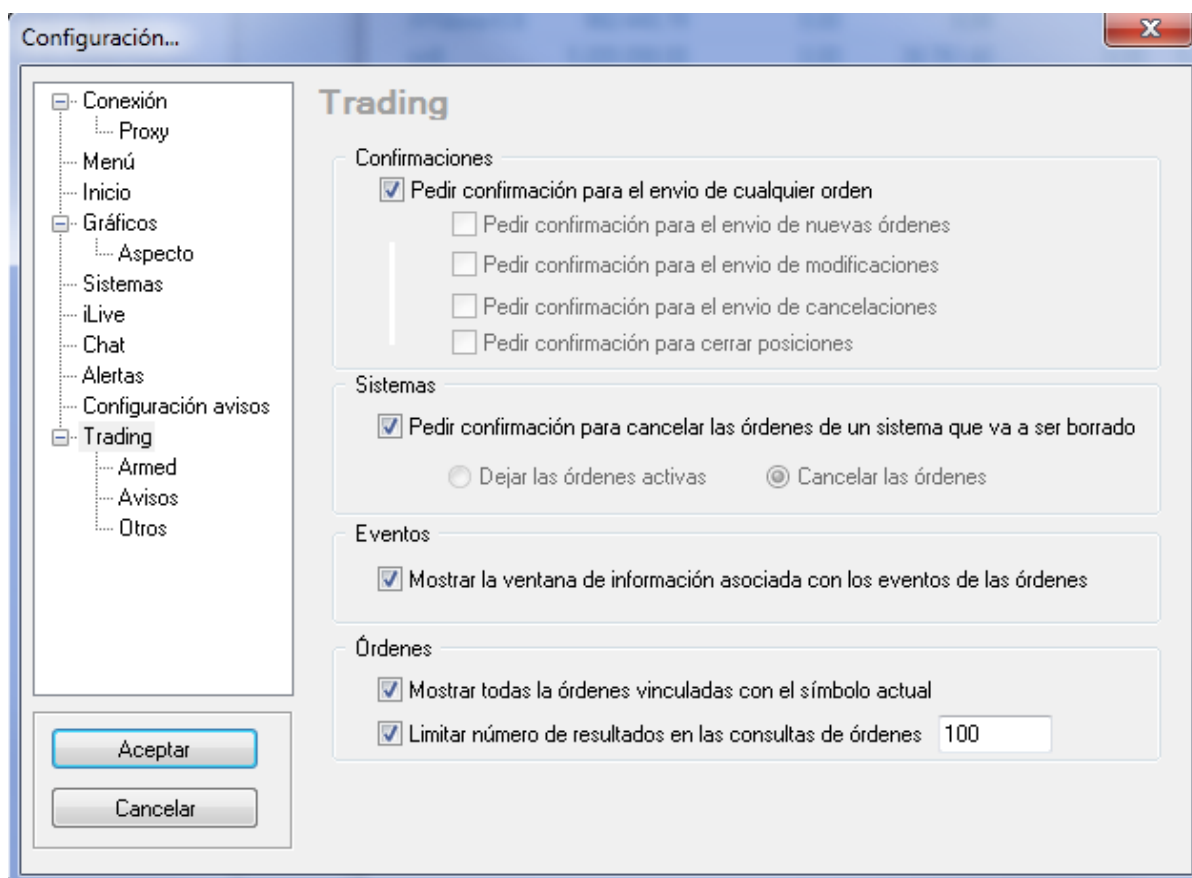 Configuración...
Conexión
Proxy
Menú
Inicio
Gráficos
Aspecto
Sistemas
iLive
Chat
Alertas
Configuración avisos
Trading
Armed
Avisos
Otros
Aceptar
Cancelar
Trading
Confirmaciones
Pedir confirmación para el envio de cualquier orden
Pedir confirmación para el envio de nuevas órdenes
Pedir confirmación para el envio de modificaciones
Pedir confirmación para el envio de cancelaciones
Pedir confirmación para cerrar posiciones
Sistemas
Pedir confirmación para cancelar las órdenes de un sistema que va a ser borrado
Dejar las órdenes activas Cancelar las órdenes
Eventos
Mostrar la ventana de información asociada con los eventos de las órdenes
Órdenes
Mostrar todas la órdenes vinculadas con el símbolo actual
Limitar número de resultados en las consultas de órdenes 100